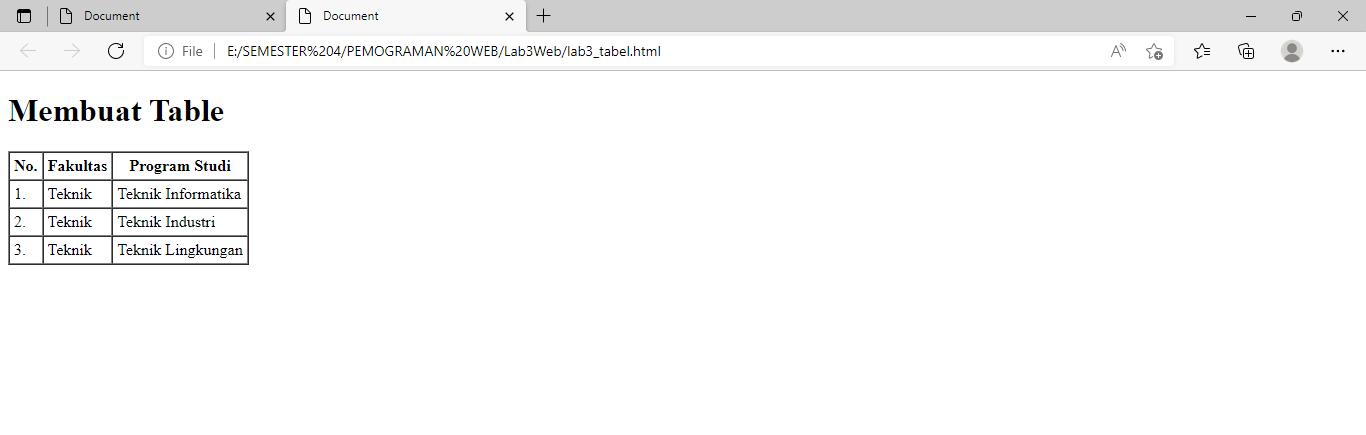 Document Document
File E:/SEMESTER%204/PEMOGRAMAN%20WEB/Lab3Web/lab3_tabel.html
Membuat Table
No. Fakultas Program Studi
1. Teknik Teknik Informatika
2. Teknik Teknik Industri
3. Teknik Teknik Lingkungan